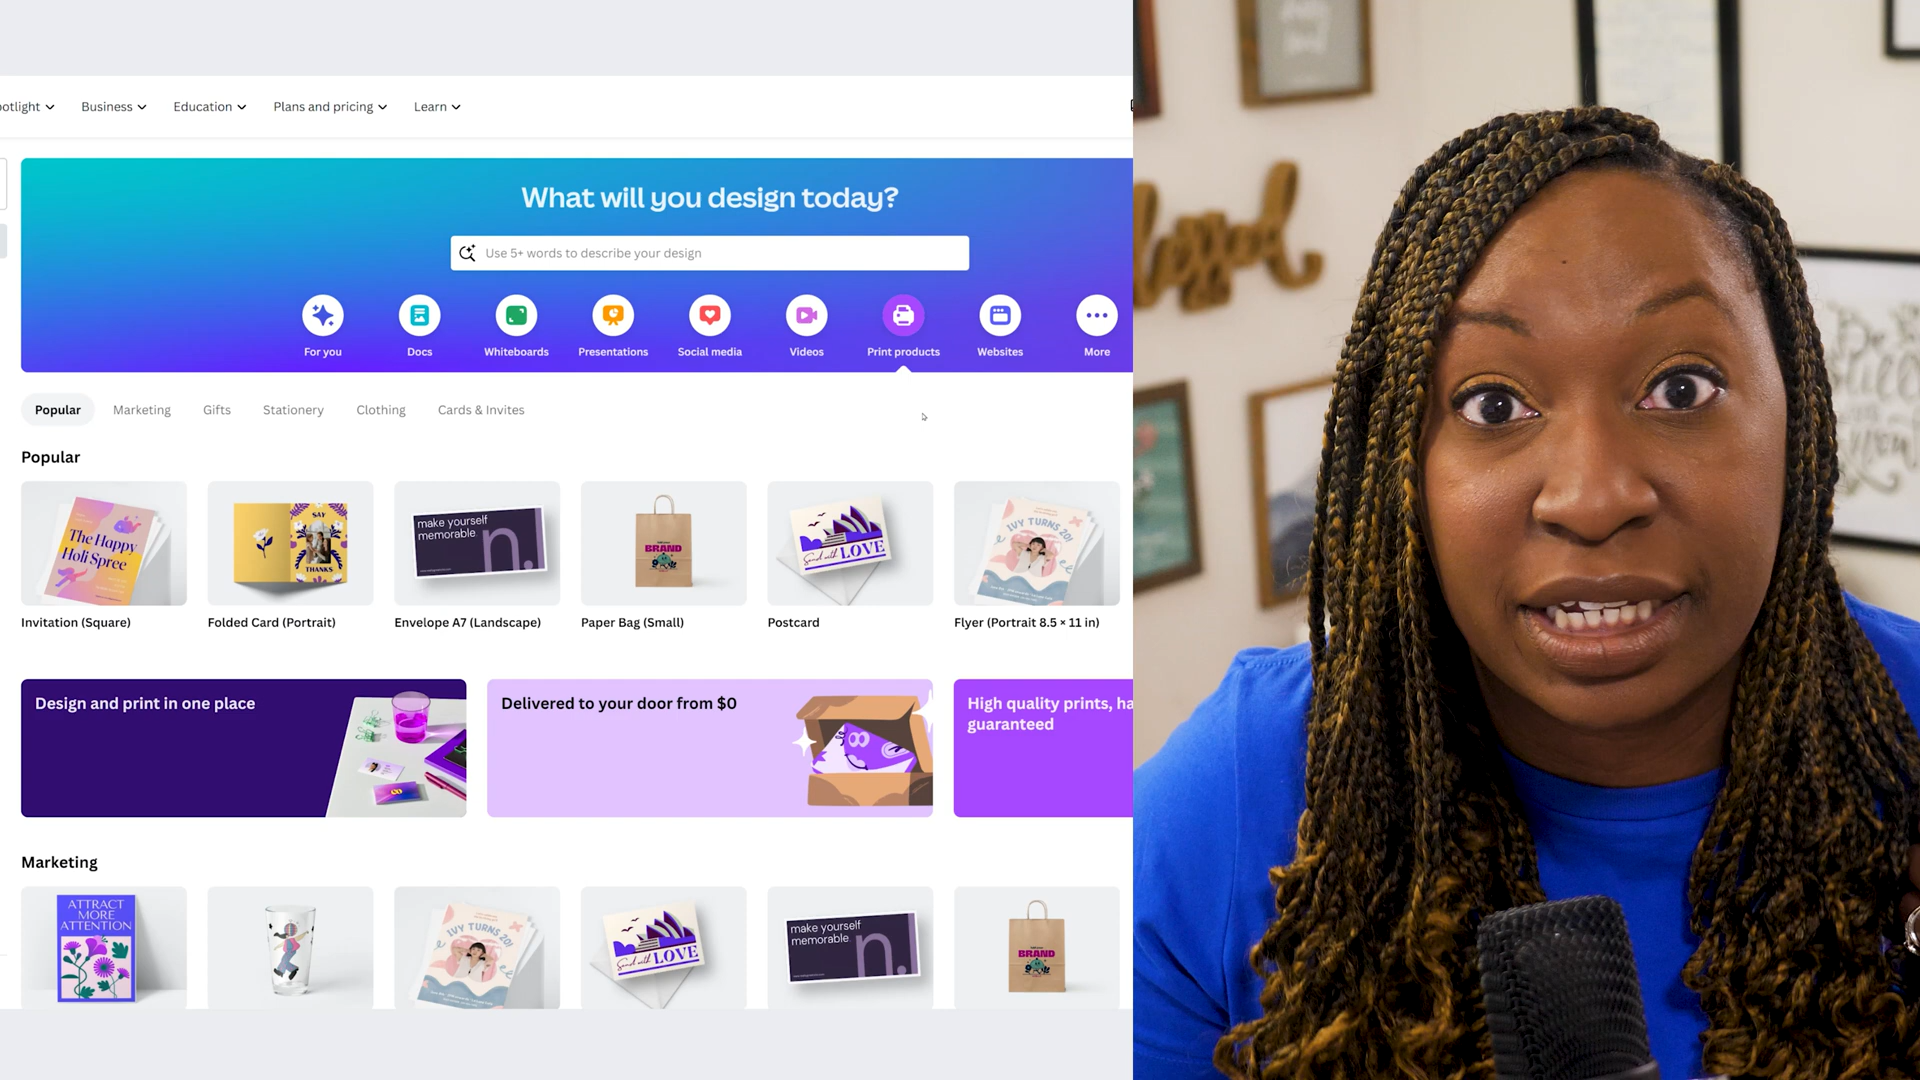 otlight
Business
Education
Plans and pricing
Learn
What will you design today?
Use 5+ words to describe your design
For you
Docs
Whiteboards
Presentations
Social media
Videos
Print products
Websites
More
Popular
Marketing
Gifts
Stationery
Clothing
Cards & Invites
Popular
The Happy
Holi Spree
SAY
THANKS
make yourself
memorable.
n.
BRAND
Send with
LOVE
IVY TURNS 20!
Invitation (Square)
Folded Card (Portrait)
Envelope A7 (Landscape)
Paper Bag (Small)
Postcard
Flyer (Portrait 8.5 × 11 in)
Design and print in one place
Delivered to your door from $0
High quality prints, ha
guaranteed
Marketing
ATTRACT
MORE
ATTENTION
IVY TURNS 20!
Send with
LOVE
make yourself
memorable.
n.
BRAND
blessed
Be still